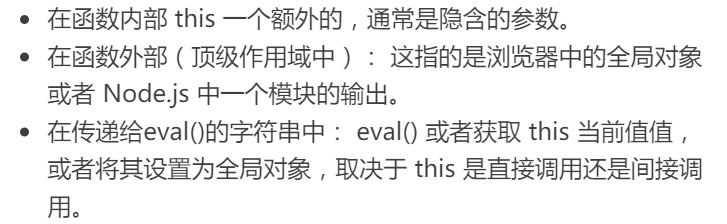 在函数内部 this 一个额外的，通常是隐含的参数。
在函数外部（顶级作用域中）： 这指的是浏览器中的全局对象
或者 Node.js 中一个模块的输出。
在传递给eval()的字符串中： eval() 或者获取 this 当前值值，
或者将其设置为全局对象，取决于 this 是直接调用还是间接调
用。